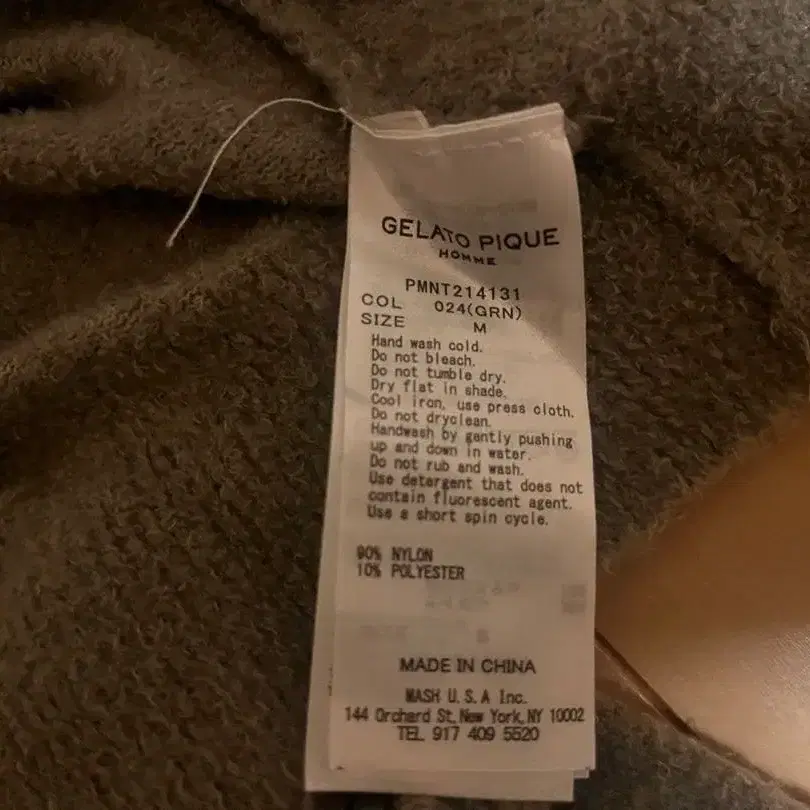 GELATO PIQUE
HOMME
PMNT214131
COL 024(GRN)
SIZE M
Hand wash cold.
Do not bleach.
Do not tumble dry.
Dry flat in shade.
Cool iron, use press cloth.
Do not dryclean.
Handwash by gently pushing
up and down in water.
Do not rub and wash.
Use detergent that does not
contain fluorescent agent.
Use a short spin cycle.
90% NYLON
10% POLYESTER
MADE IN CHINA
MASH U.S.A Inc.
144 Orchard St, New York, NY 10002
TEL 917 409 5520